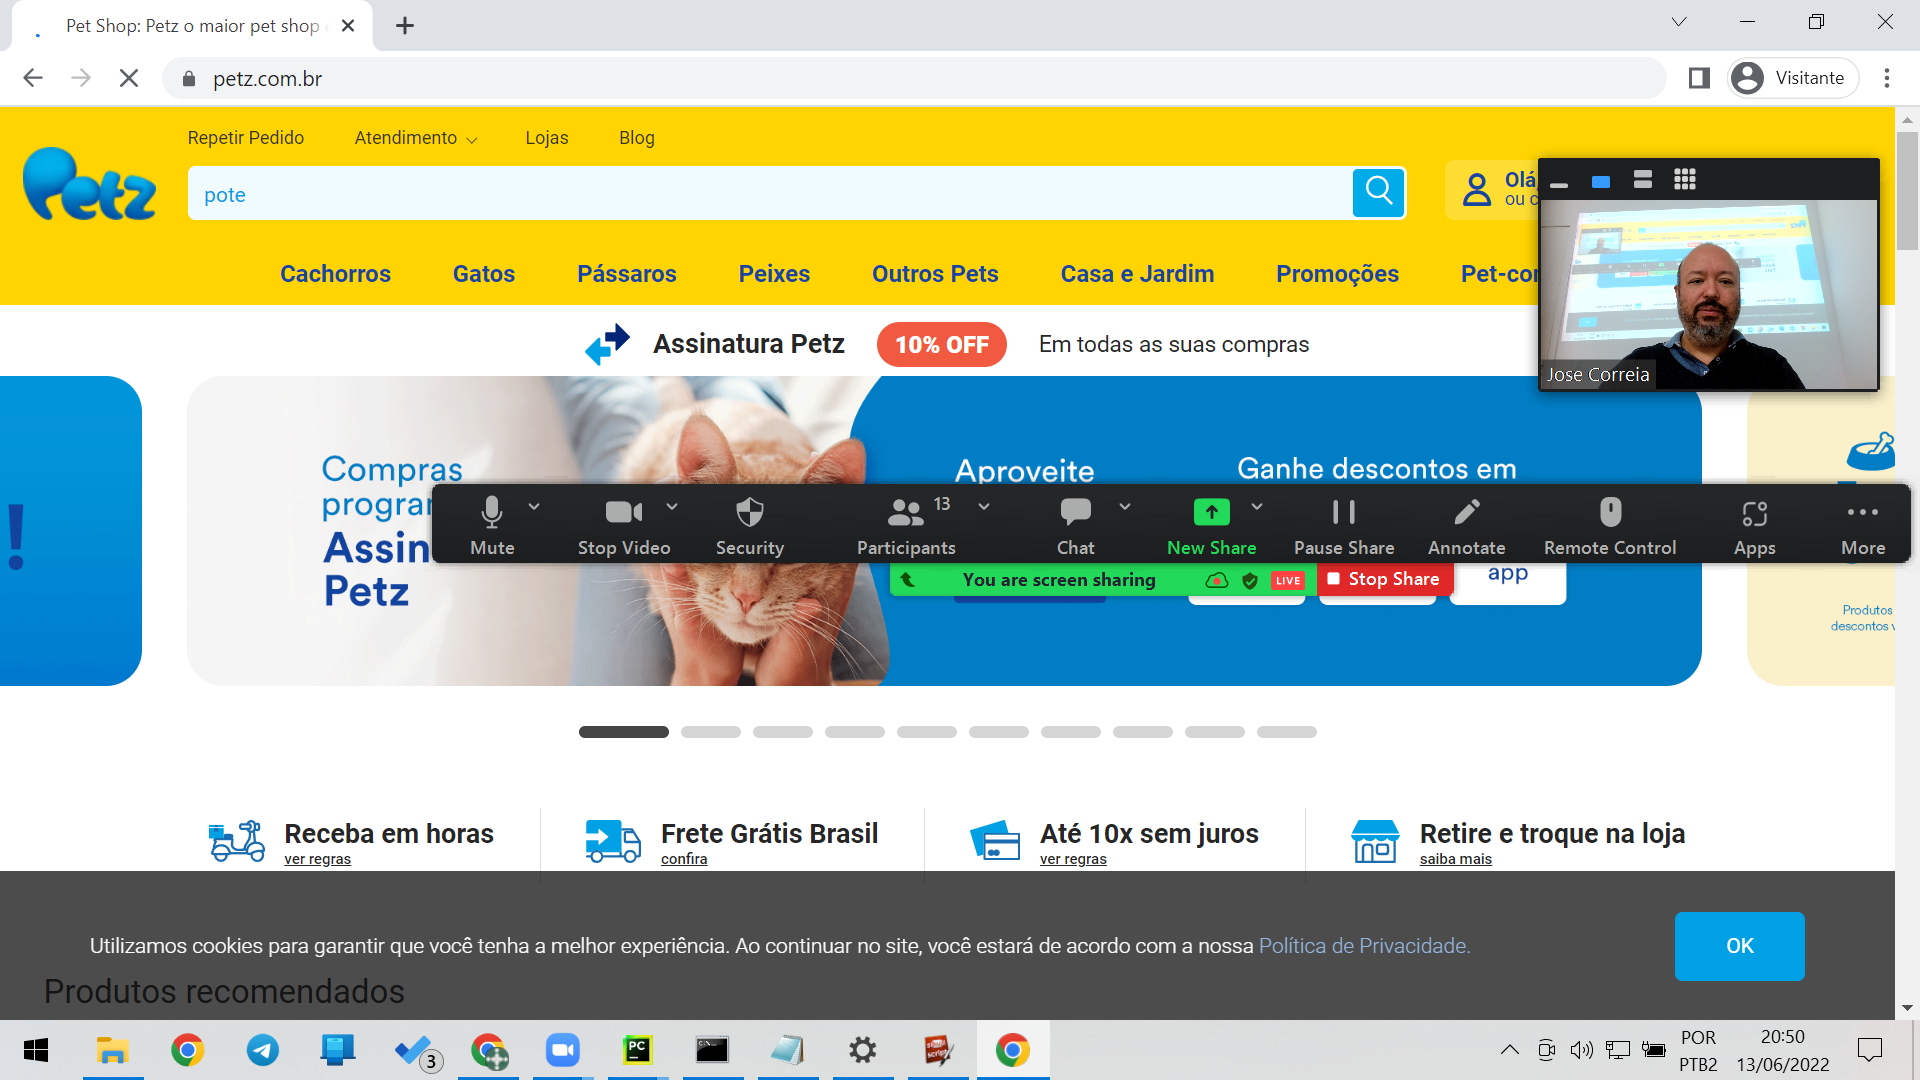 Pet Shop: Petz o maior pet shop
petz.com.br
Visitante
Repetir Pedido Atendimento Lojas Blog
Petz
pote
Olá,
ou c
Cachorros Gatos Pássaros Peixes Outros Pets Casa e Jardim Promoções Pet-con
Jose Correia
Assinatura Petz 10% OFF Em todas as suas compras
Compras
progran
Assin
Petz
!
Aproveite
Ganhe descontos em
app
Mute Stop Video Security Participants 13 Chat New Share Pause Share Annotate Remote Control Apps More
You are screen sharing LIVE Stop Share
Produtos
descontos v
Receba em horas
ver regras
Frete Grátis Brasil
confira
Até 10x sem juros
ver regras
Retire e troque na loja
saiba mais
Utilizamos cookies para garantir que você tenha a melhor experiência. Ao continuar no site, você estará de acordo com a nossa Política de Privacidade.
OK
Produtos recomendados
3
PC
POR
PTB2
20:50
13/06/2022